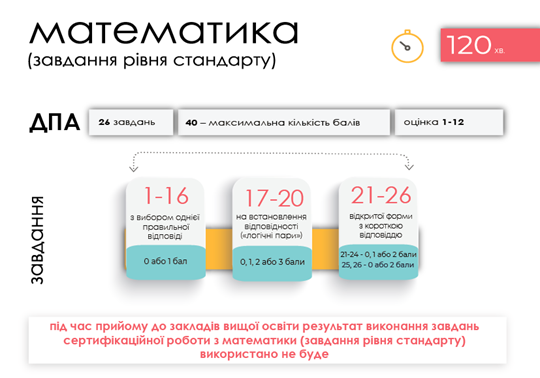 математика
(завдання рівня стандарту)
120 хв.
ДПА
26 завдань
40 – максимальна кількість балів
оцінка 1-12
завдання
1-16
з вибором однієї
правильної
відповіді
0 або 1 бал
17-20
на встановлення
відповідності
(«логічні пари»)
0, 1, 2 або 3 бали
21-26
відкритої форми
з короткою
відповіддю
21-24 - 0, 1 або 2 бали
25, 26 - 0 або 2 бали
під час прийому до закладів вищої освіти результат виконання завдань
сертифікаційної роботи з математики (завдання рівня стандарту)
використано не буде